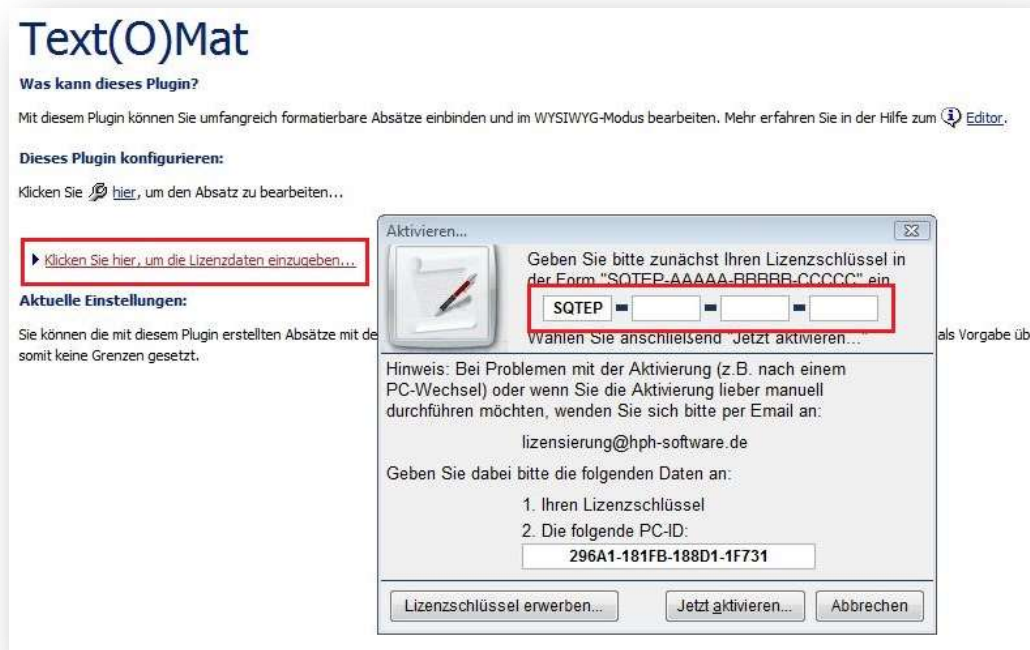 Text(O)Mat
Was kann dieses Plugin?
Mit diesem Plugin können Sie umfangreich formatierbare Absätze einbinden und im WYSIWYG-Modus bearbeiten. Mehr erfahren Sie in der Hilfe zum Editor.
Dieses Plugin konfigurieren:
Klicken Sie hier, um den Absatz zu bearbeiten...
Klicken Sie hier, um die Lizenzdaten einzugeben...
Aktuelle Einstellungen:
Sie können die mit diesem Plugin erstellten Absätze mit de
als Vorgabe üb
somit keine Grenzen gesetzt.
Aktivieren...
Geben Sie bitte zunächst Ihren Lizenzschlüssel in
der Form "SQTEP-AAAAA-BBBBB-CCCCC" ein
SQTEP - - -
Wählen Sie anschließend "Jetzt aktivieren..."
Hinweis: Bei Problemen mit der Aktivierung (z.B. nach einem
PC-Wechsel) oder wenn Sie die Aktivierung lieber manuell
durchführen möchten, wenden Sie sich bitte per Email an:
lizensierung@hph-software.de
Geben Sie dabei bitte die folgenden Daten an:
1. Ihren Lizenzschlüssel
2. Die folgende PC-ID:
296A1-181FB-188D1-1F731
Lizenzschlüssel erwerben...
Jetzt aktivieren...
Abbrechen